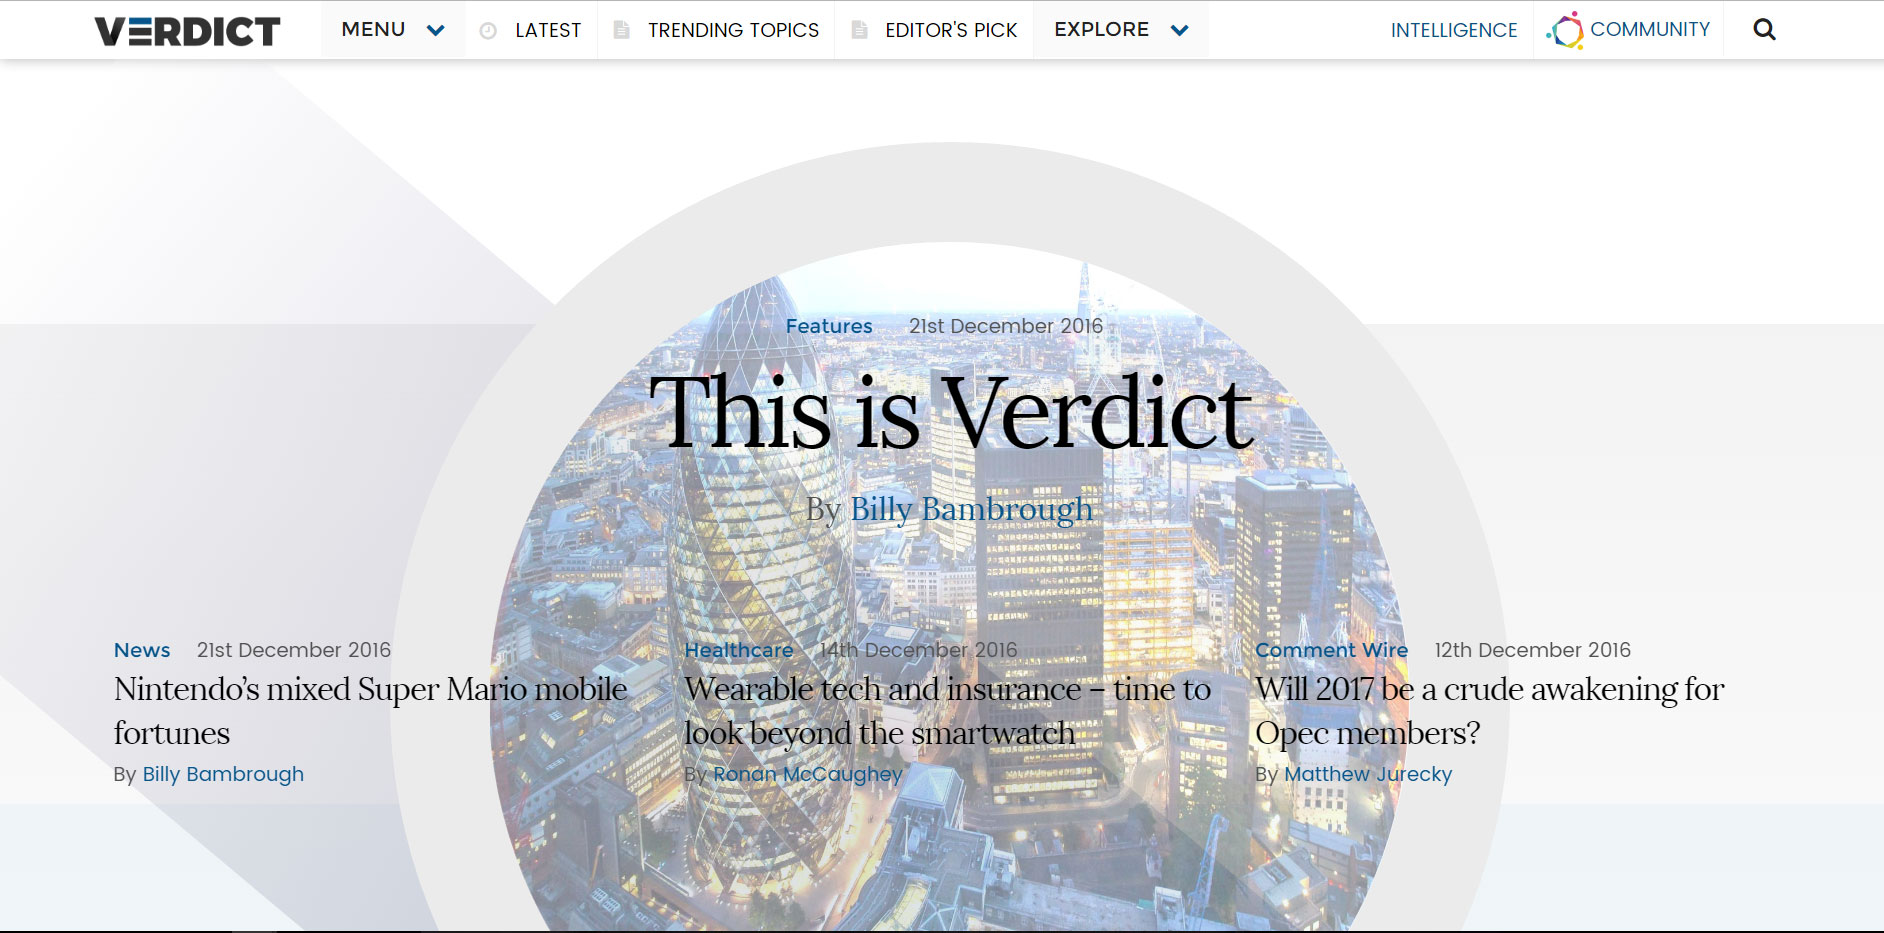 VERDICT MENU LATEST TRENDING TOPICS EDITOR'S PICK EXPLORE INTELLIGENCE COMMUNITY
Features 21st December 2016
This is Verdict
By Billy Bambrough
News 21st December 2016
Nintendo’s mixed Super Mario mobile
fortunes
By Billy Bambrough
Healthcare 14th December 2016
Wearable tech and insurance – time to
look beyond the smartwatch
By Ronan McCaughey
Comment Wire 12th December 2016
Will 2017 be a crude awakening for
Opec members?
By Matthew Jurecky